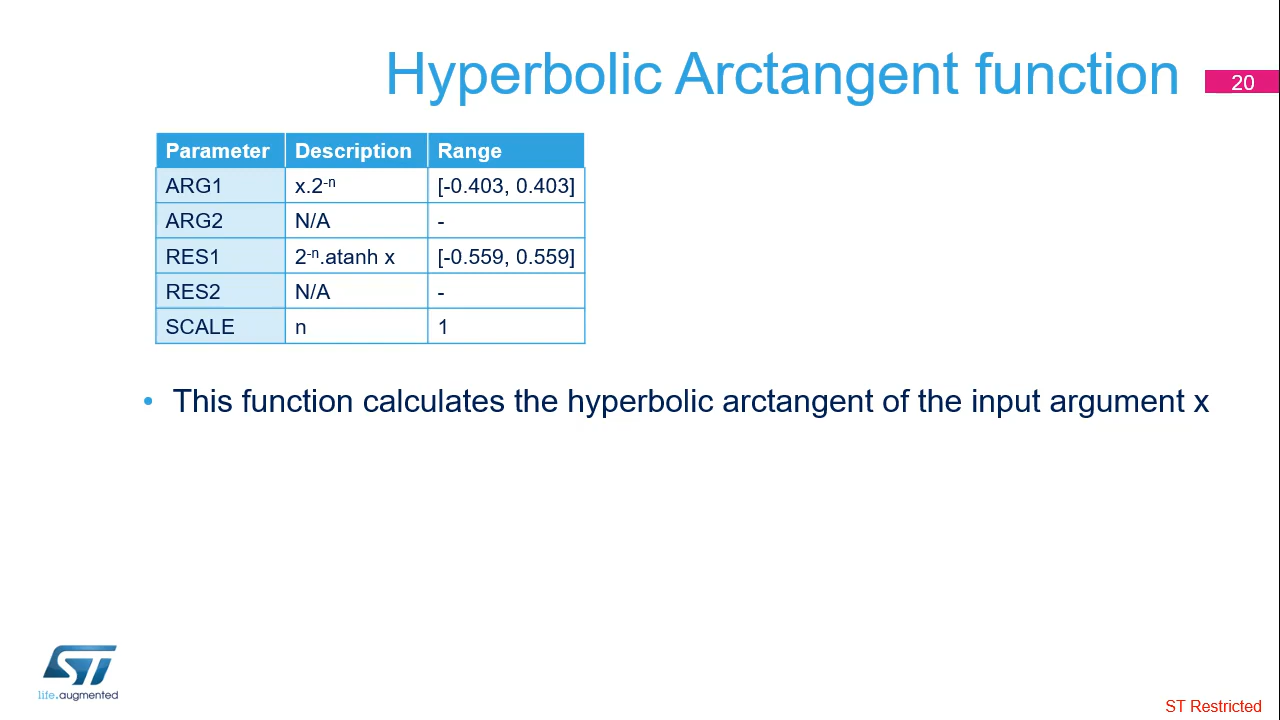 Hyperbolic Arctangent function
20
Parameter Description Range
ARG1 x.2⁻ⁿ [-0.403, 0.403]
ARG2 N/A -
RES1 2⁻ⁿ.atanh x [-0.559, 0.559]
RES2 N/A -
SCALE n 1
• This function calculates the hyperbolic arctangent of the input argument x
ST
life.augmented
ST Restricted